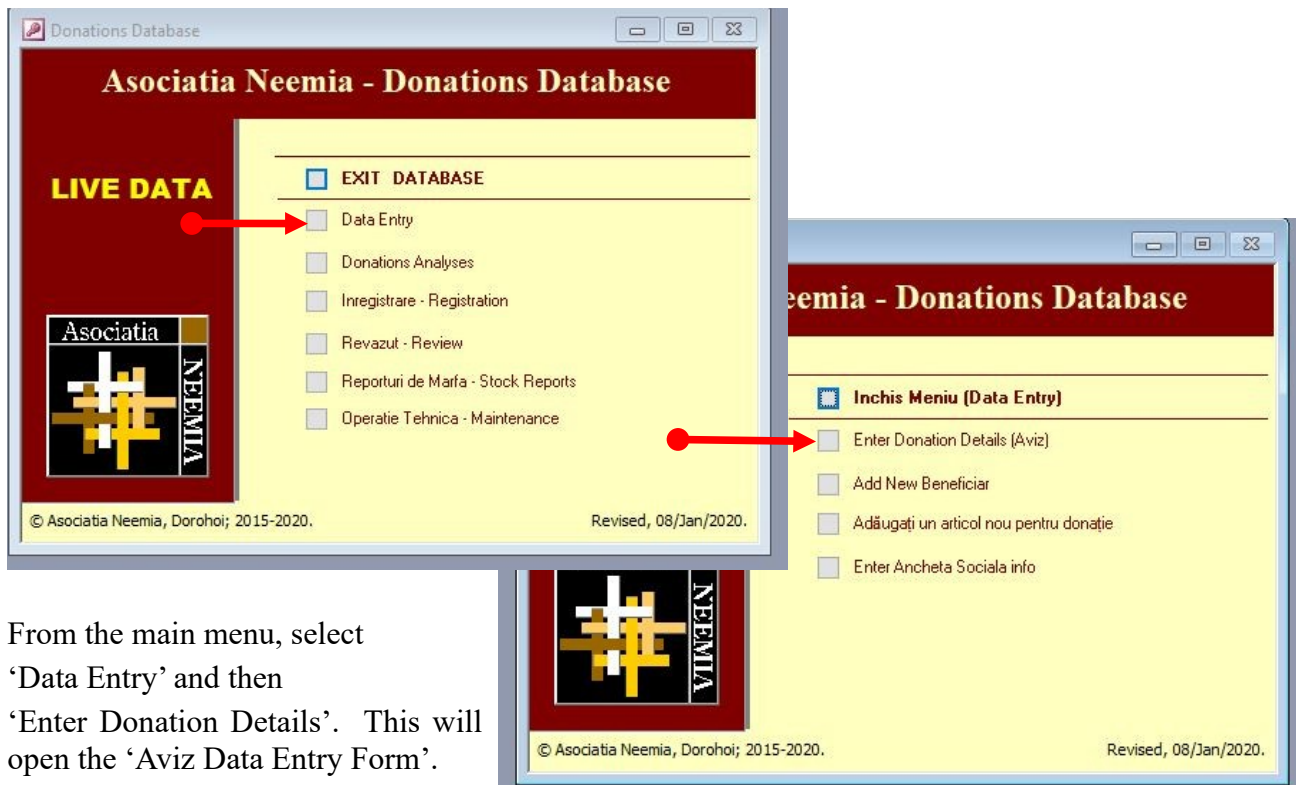 Donations Database
Asociatia Neemia - Donations Database
LIVE DATA
EXIT DATABASE
Data Entry
Donations Analyses
Inregistrare - Registration
Revazut - Review
Reporturi de Marfa - Stock Reports
Operatie Tehnica - Maintenance
Asociatia
NEEMIA
© Asociatia Neemia, Dorohoi; 2015-2020.
Revised, 08/Jan/2020.
eemia - Donations Database
Inchis Meniu (Data Entry)
Enter Donation Details (Aviz)
Add New Beneficiar
Adăugați un articol nou pentru donație
Enter Ancheta Sociala info
NEEMIA
© Asociatia Neemia, Dorohoi; 2015-2020.
Revised, 08/Jan/2020.
From the main menu, select
‘Data Entry’ and then
‘Enter Donation Details’. This will
open the ‘Aviz Data Entry Form’.